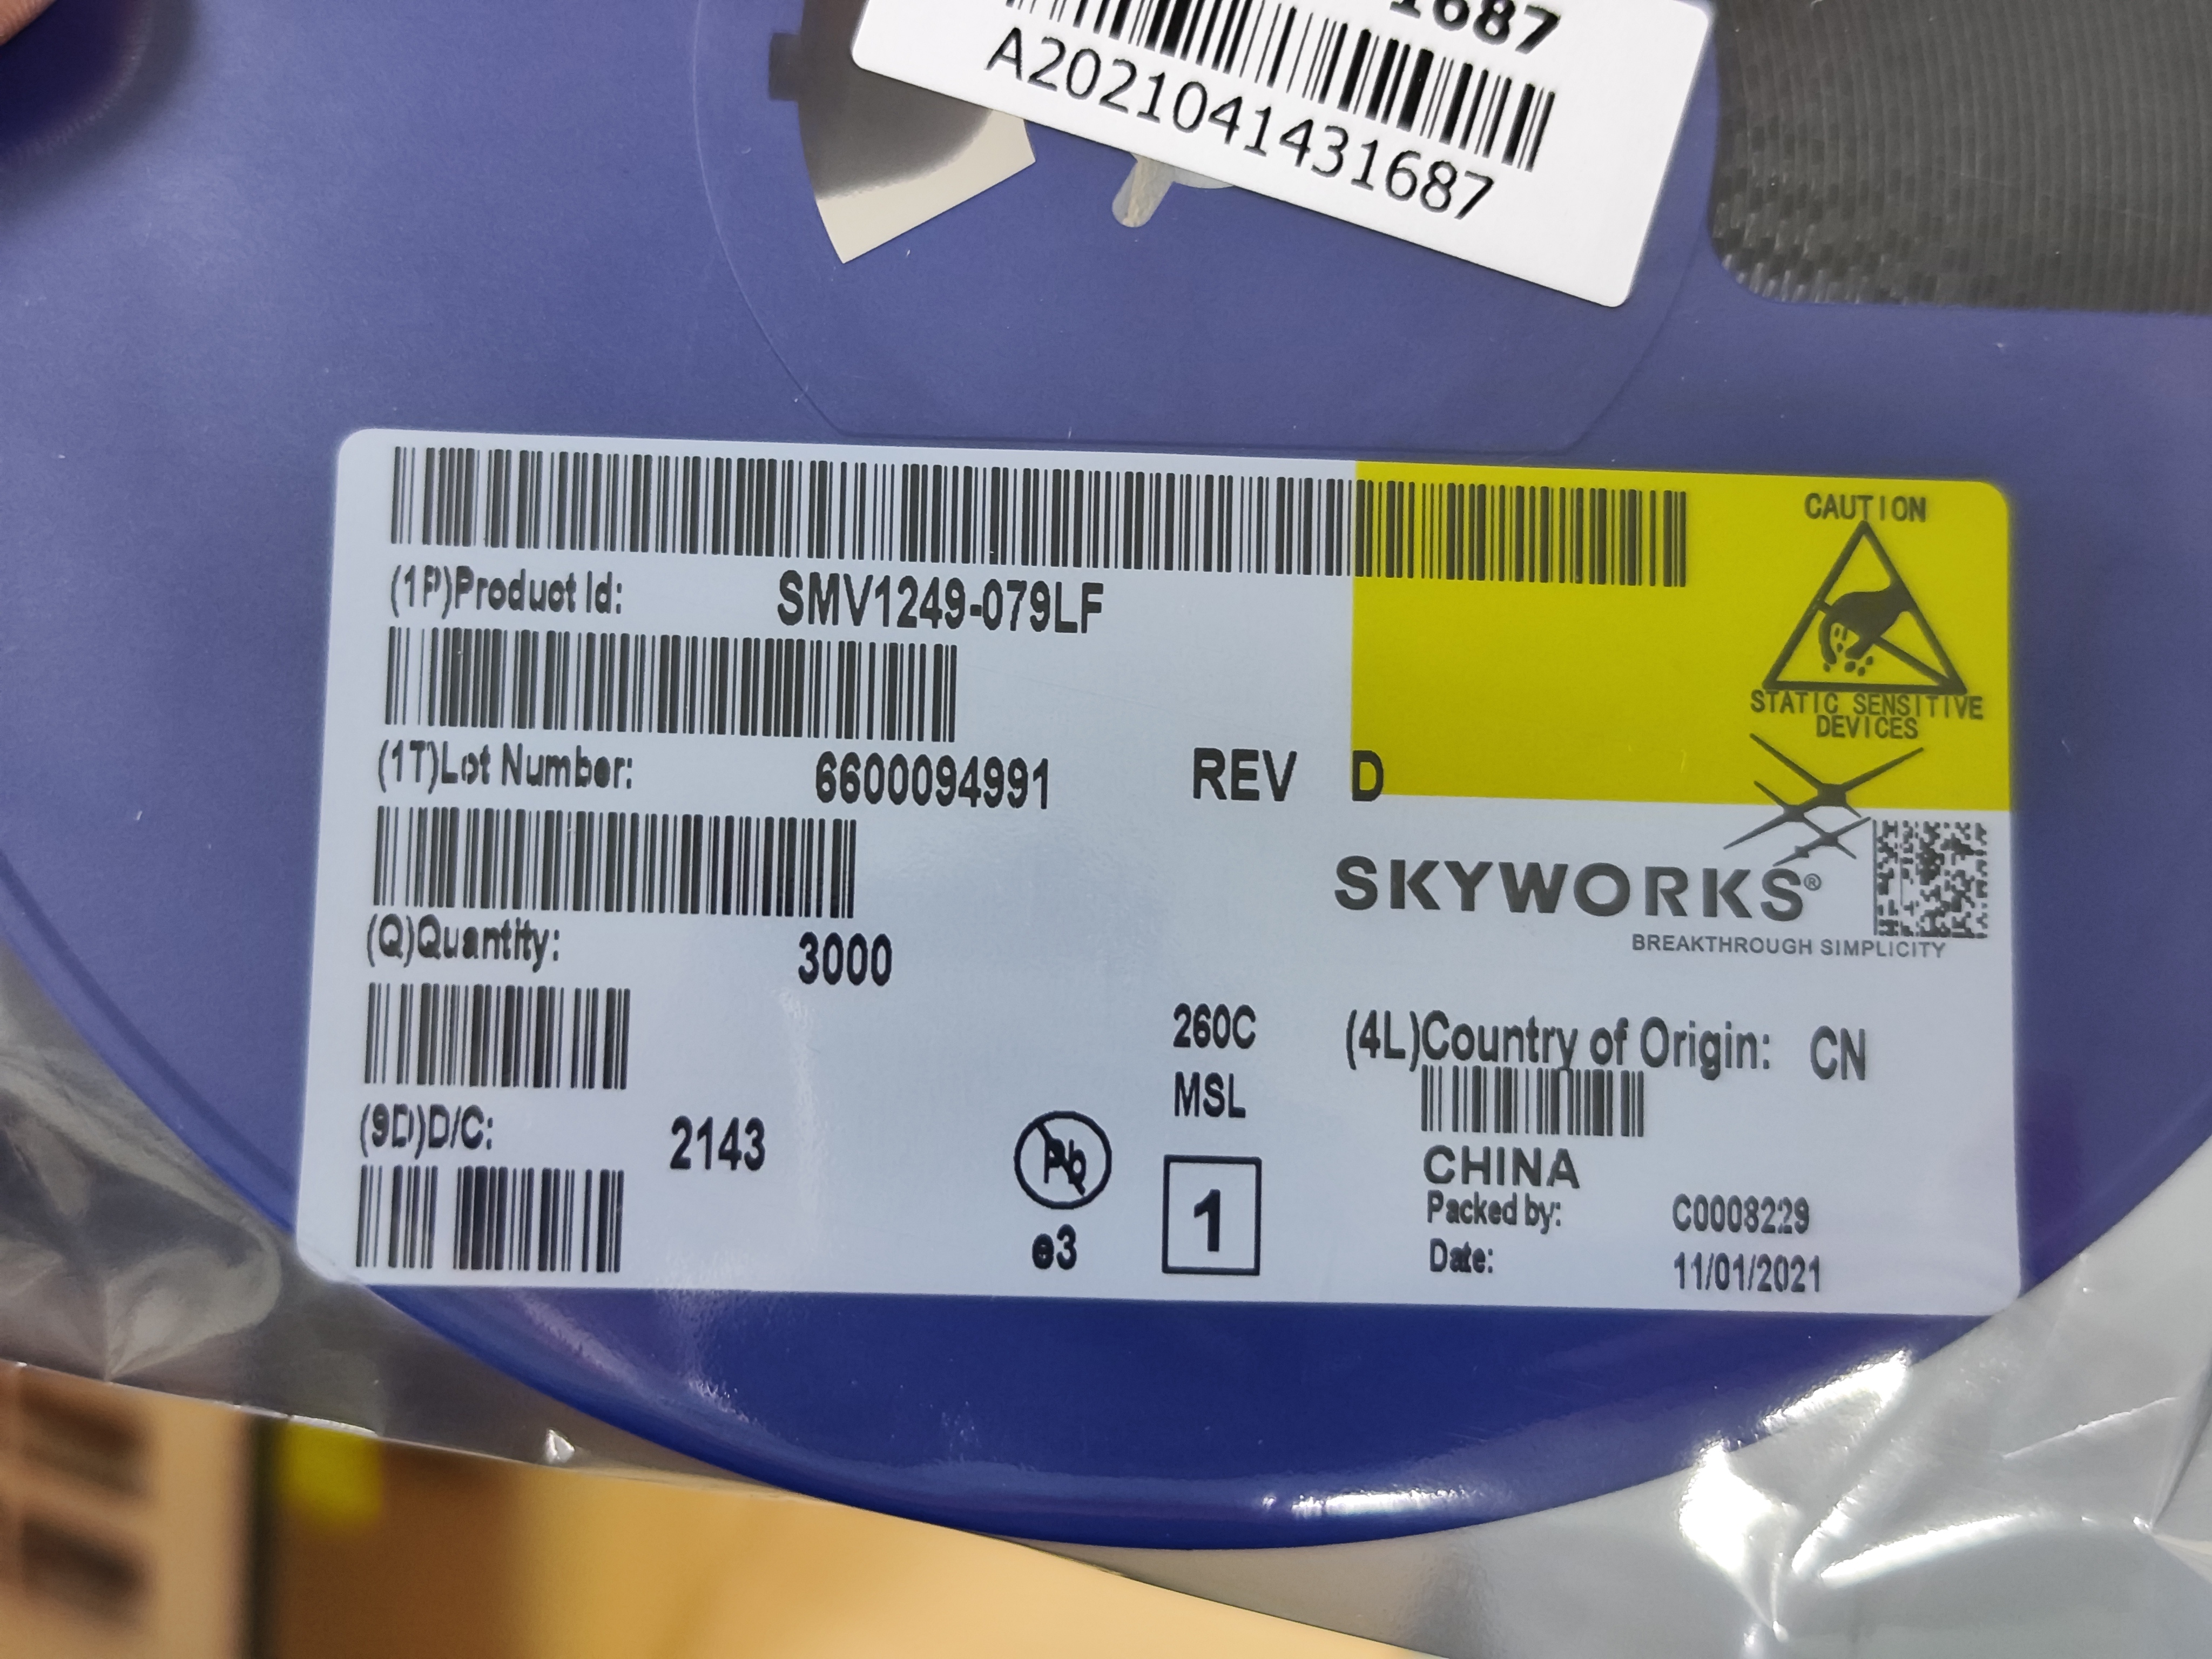 1687
A202104143​1687
CAUTION
STATIC SENSITIVE
DEVICES
(1P)Product Id: SMV1249-079LF
(1T)Lot Number: 6600094991 REV D
SKYWORKS®
BREAKTHROUGH SIMPLICITY
(Q)Quantity: 3000
260C
MSL
1
(4L)Country of Origin: CN
CHINA
(9D)D/C: 2143
Pb
e3
Packed by: C0008229
Date: 11/01/2021